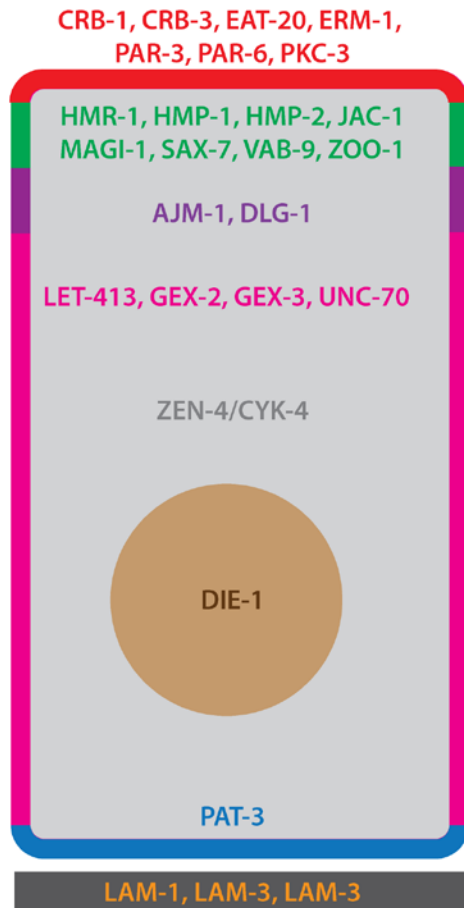 CRB-1, CRB-3, EAT-20, ERM-1,
PAR-3, PAR-6, PKC-3
HMR-1, HMP-1, HMP-2, JAC-1
MAGI-1, SAX-7, VAB-9, ZOO-1
AJM-1, DLG-1
LET-413, GEX-2, GEX-3, UNC-70
ZEN-4/CYK-4
DIE-1
PAT-3
LAM-1, LAM-3, LAM-3